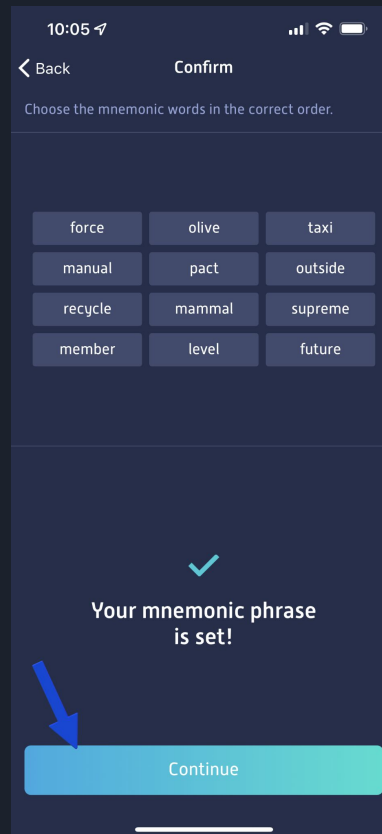 10:05
Back Confirm
Choose the mnemonic words in the correct order.
force olive taxi
manual pact outside
recycle mammal supreme
member level future
Your mnemonic phrase
is set!
Continue